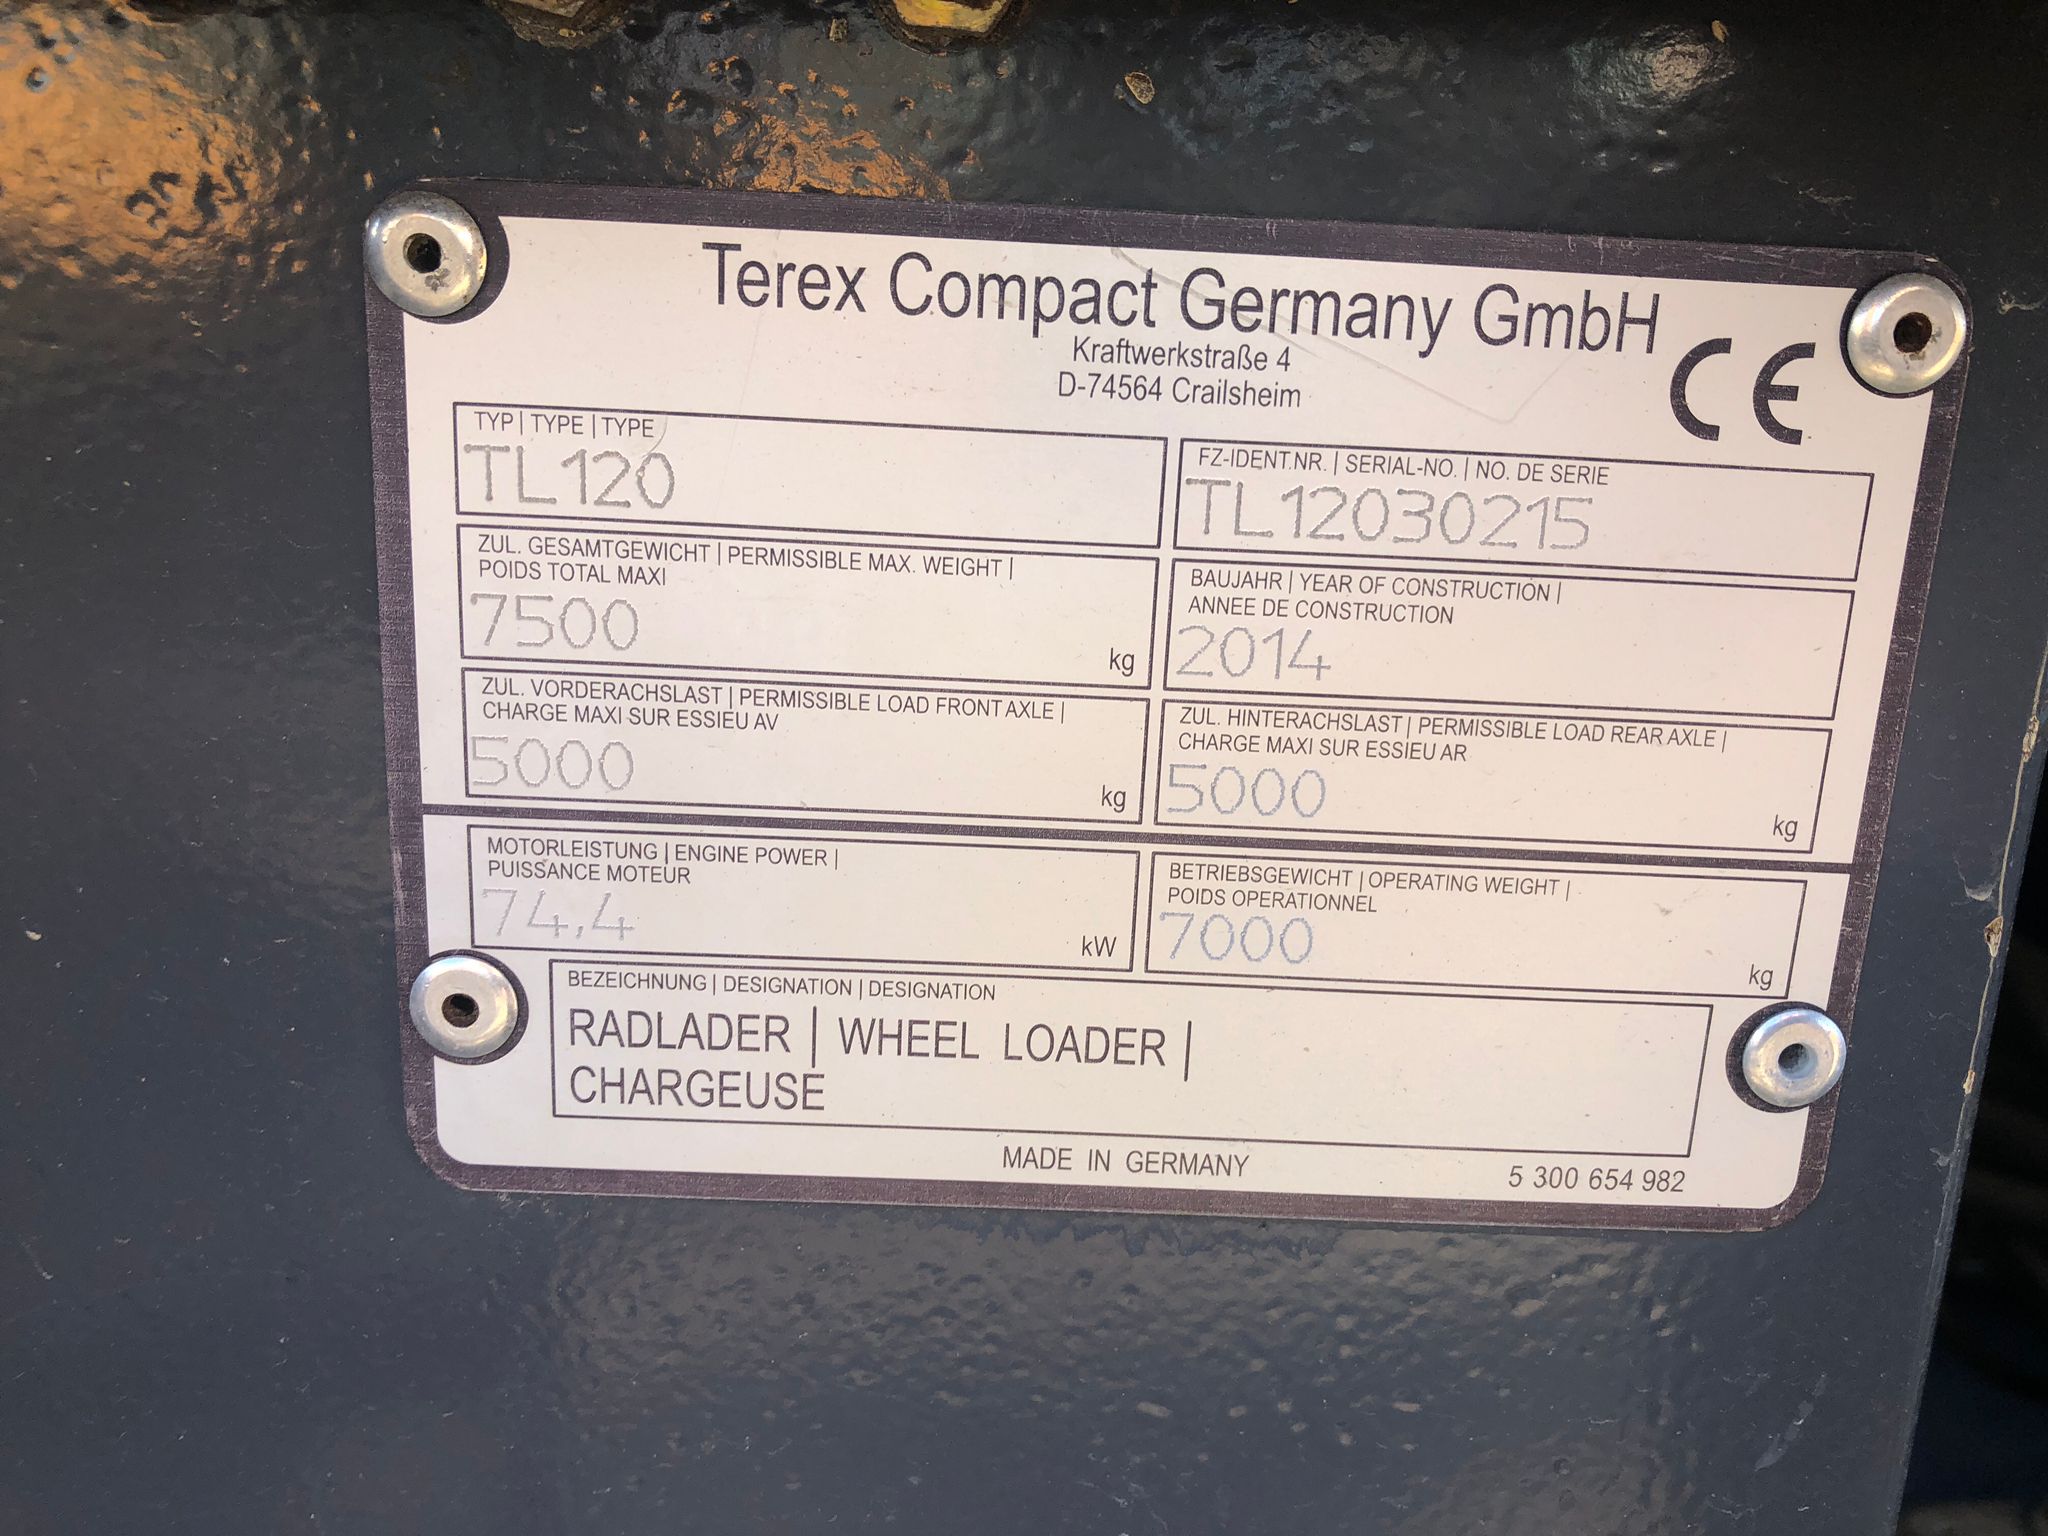 Terex Compact Germany GmbH
Kraftwerkstraße 4
D-74564 Crailsheim
CE
TYP | TYPE | TYPE
TL120
FZ-IDENT.NR. | SERIAL-NO. | NO. DE SERIE
TL12030215
ZUL. GESAMTGEWICHT | PERMISSIBLE MAX. WEIGHT |
POIDS TOTAL MAXI
7500 kg
BAUJAHR | YEAR OF CONSTRUCTION |
ANNEE DE CONSTRUCTION
2014
ZUL. VORDERACHSLAST | PERMISSIBLE LOAD FRONT AXLE |
CHARGE MAXI SUR ESSIEU AV
5000 kg
ZUL. HINTERACHSLAST | PERMISSIBLE LOAD REAR AXLE |
CHARGE MAXI SUR ESSIEU AR
5000 kg
MOTORLEISTUNG | ENGINE POWER |
PUISSANCE MOTEUR
74,4 kW
BETRIEBSGEWICHT | OPERATING WEIGHT |
POIDS OPERATIONNEL
7000 kg
BEZEICHNUNG | DESIGNATION | DESIGNATION
RADLADER | WHEEL LOADER |
CHARGEUSE
MADE IN GERMANY
5 300 654 982